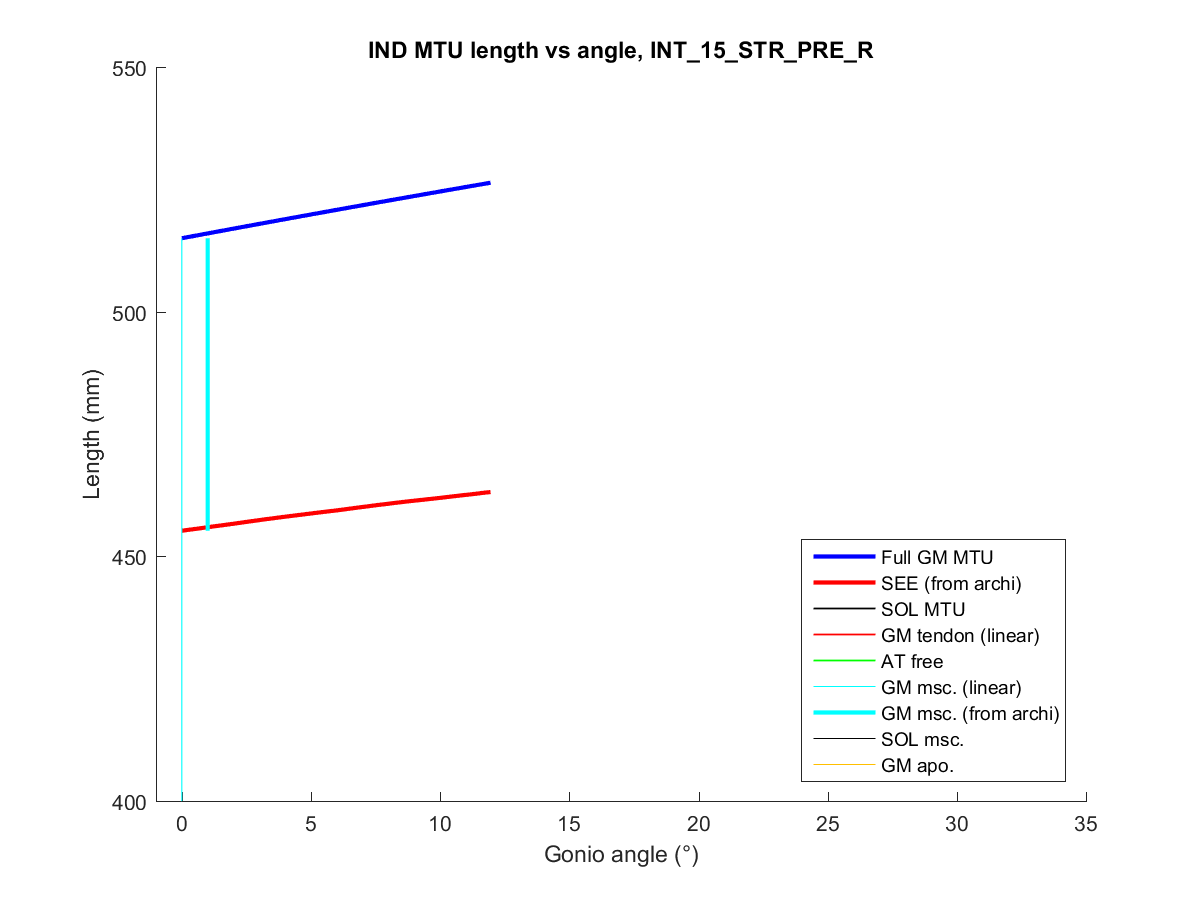 IND MTU length vs angle, INT_15_STR_PRE_R
550
500
450
400
Length (mm)
0 5 10 15 20 25 30 35
Gonio angle (°)
Full GM MTU
SEE (from archi)
SOL MTU
GM tendon (linear)
AT free
GM msc. (linear)
GM msc. (from archi)
SOL msc.
GM apo.